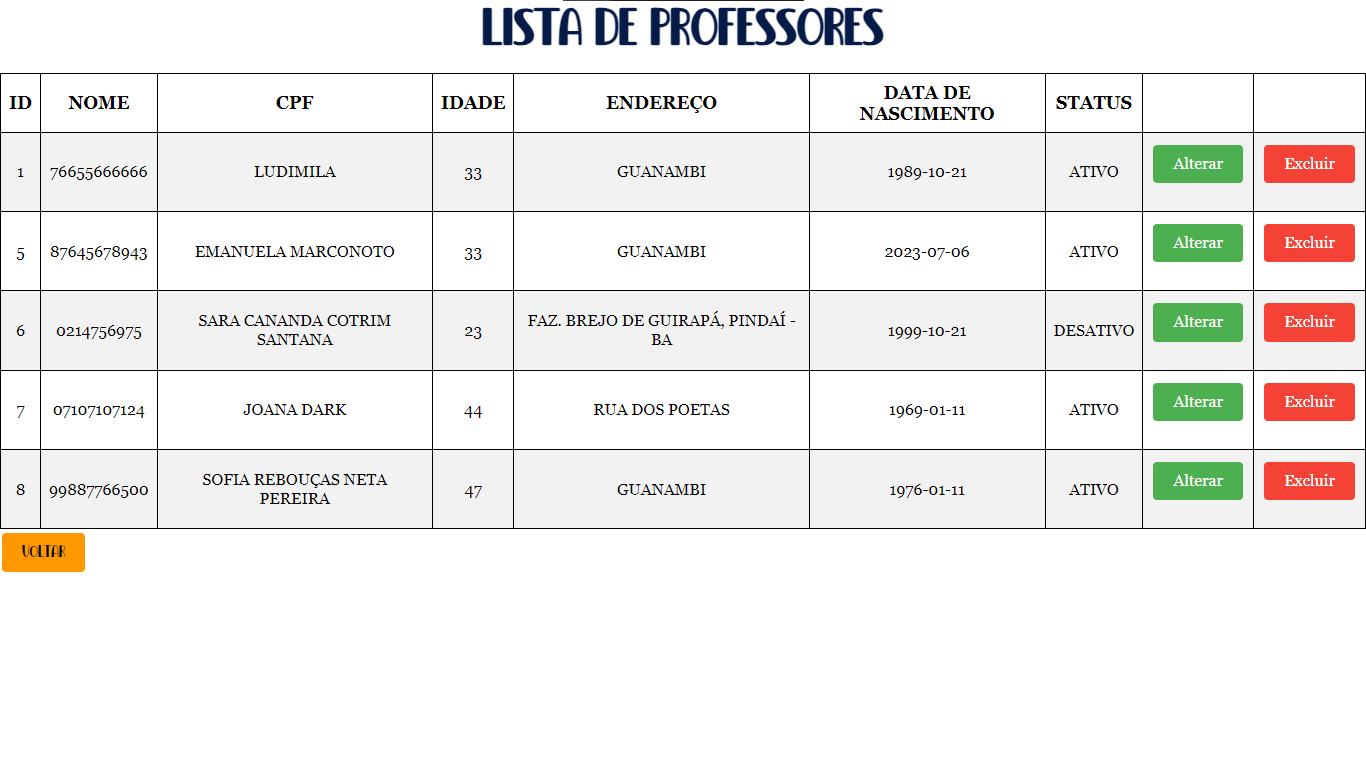 LISTA DE PROFESSORES
ID NOME CPF IDADE ENDEREÇO DATA DE NASCIMENTO STATUS
1 76655666666 LUDIMILA 33 GUANAMBI 1989-10-21 ATIVO Alterar Excluir
5 87645678943 EMANUELA MARCONOTO 33 GUANAMBI 2023-07-06 ATIVO Alterar Excluir
6 0214756975 SARA CANANDA COTRIM SANTANA 23 FAZ. BREJO DE GUIRAPÁ, PINDAÍ - BA 1999-10-21 DESATIVO Alterar Excluir
7 07107107124 JOANA DARK 44 RUA DOS POETAS 1969-01-11 ATIVO Alterar Excluir
8 99887766500 SOFIA REBOUÇAS NETA PEREIRA 47 GUANAMBI 1976-01-11 ATIVO Alterar Excluir
VOLTAR